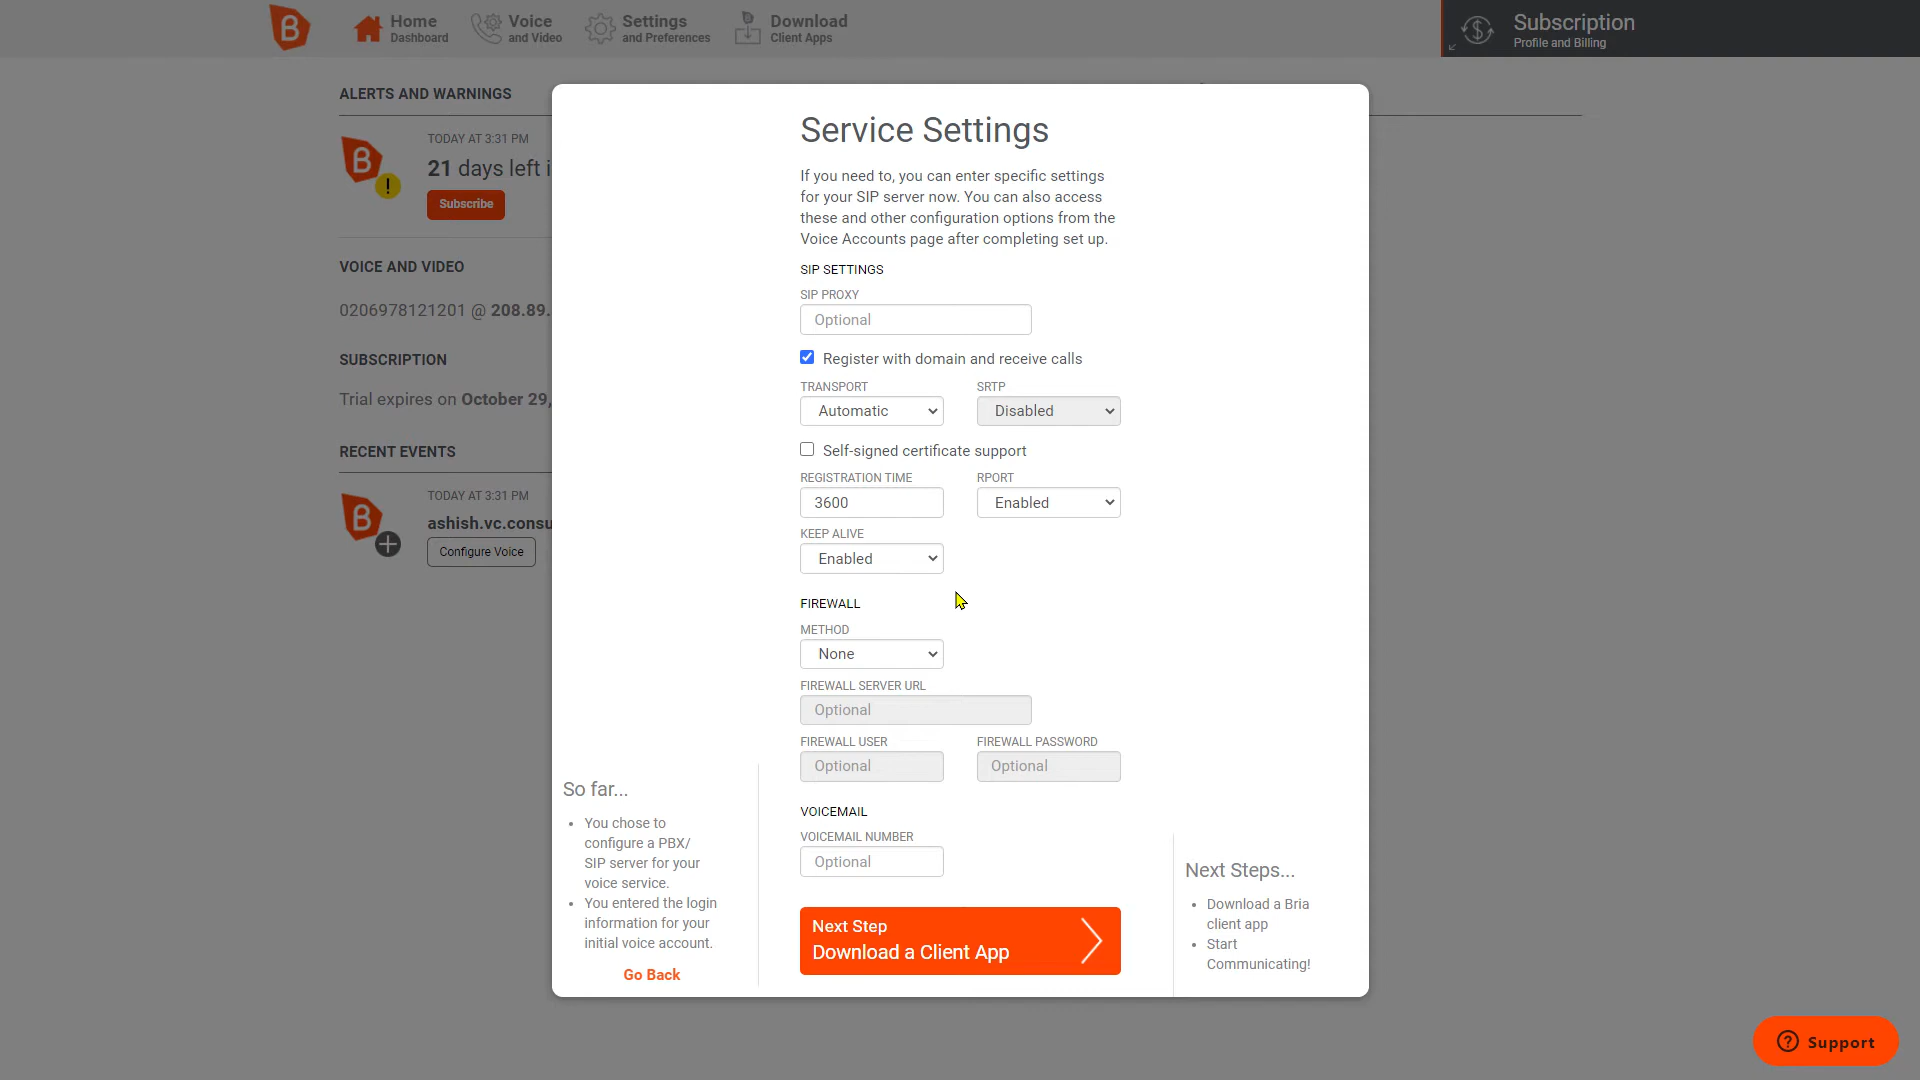 Home
Dashboard
Voice
and Video
Settings
and Preferences
Download
Client Apps
Subscription
Profile and Billing
ALERTS AND WARNINGS
TODAY AT 3:31 PM
21 days left i
Subscribe
VOICE AND VIDEO
0206978121201 @ 208.89.
SUBSCRIPTION
Trial expires on October 29,
RECENT EVENTS
TODAY AT 3:31 PM
ashish.vc.consu
Configure Voice
Service Settings
If you need to, you can enter specific settings
for your SIP server now. You can also access
these and other configuration options from the
Voice Accounts page after completing set up.
SIP SETTINGS
SIP PROXY
Optional
Register with domain and receive calls
TRANSPORT
SRTP
Automatic
Disabled
Self-signed certificate support
REGISTRATION TIME
RPORT
3600
Enabled
KEEP ALIVE
Enabled
FIREWALL
METHOD
None
FIREWALL SERVER URL
Optional
FIREWALL USER
FIREWALL PASSWORD
Optional
Optional
VOICEMAIL
VOICEMAIL NUMBER
Optional
Next Step
Download a Client App
So far...
You chose to
configure a PBX/
SIP server for your
voice service.
You entered the login
information for your
initial voice account.
Go Back
Next Steps...
Download a Bria
client app
Start
Communicating!
Support